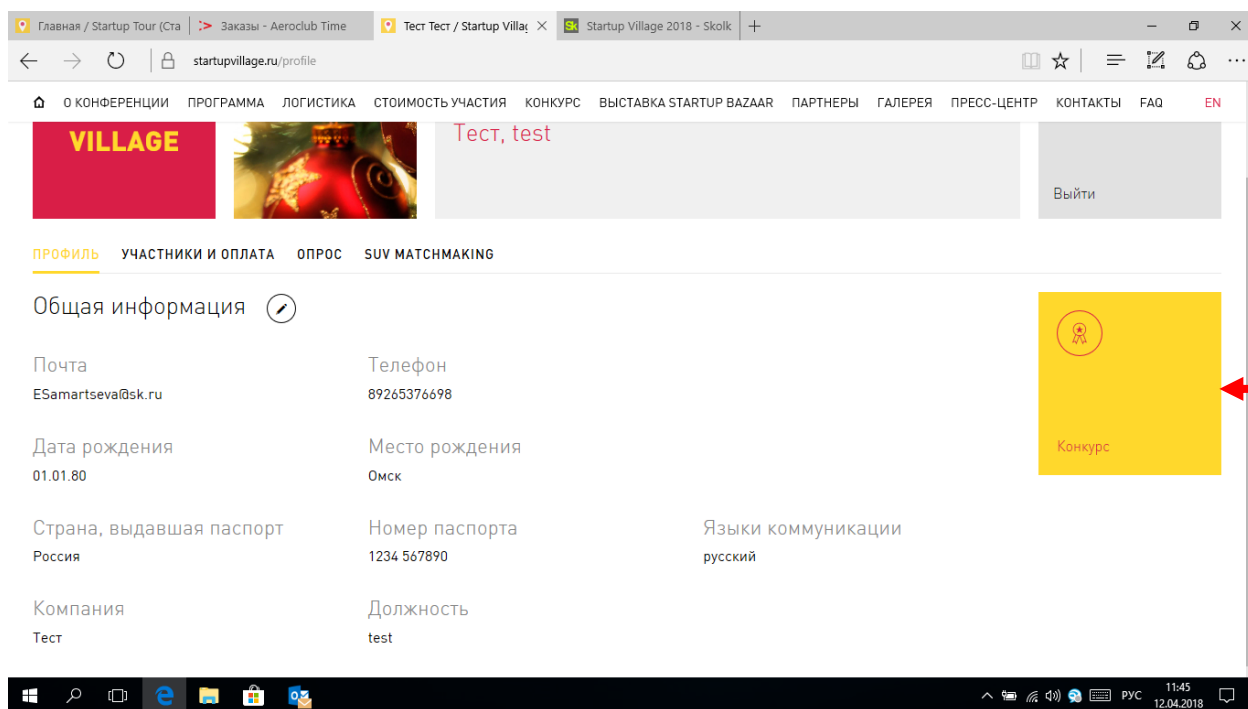 Главная / Startup Tour (Ста
Заказы - Aeroclub Time
Тест Тест / Startup Villag
Sk Startup Village 2018 - Skolk
startupvillage.ru/profile
О КОНФЕРЕНЦИИ ПРОГРАММА ЛОГИСТИКА СТОИМОСТЬ УЧАСТИЯ КОНКУРС ВЫСТАВКА STARTUP BAZAAR ПАРТНЕРЫ ГАЛЕРЕЯ ПРЕСС-ЦЕНТР КОНТАКТЫ FAQ EN
VILLAGE
Тест, test
Выйти
ПРОФИЛЬ УЧАСТНИКИ И ОПЛАТА ОПРОС SUV MATCHMAKING
Общая информация
Почта Телефон
ESamartseva@sk.ru 89265376698
Дата рождения Место рождения
01.01.80 Омск
Конкурс
Страна, выдавшая паспорт Номер паспорта Языки коммуникации
Россия 1234 567890 русский
Компания Должность
Тест test
РУС 11:45
12.04.2018